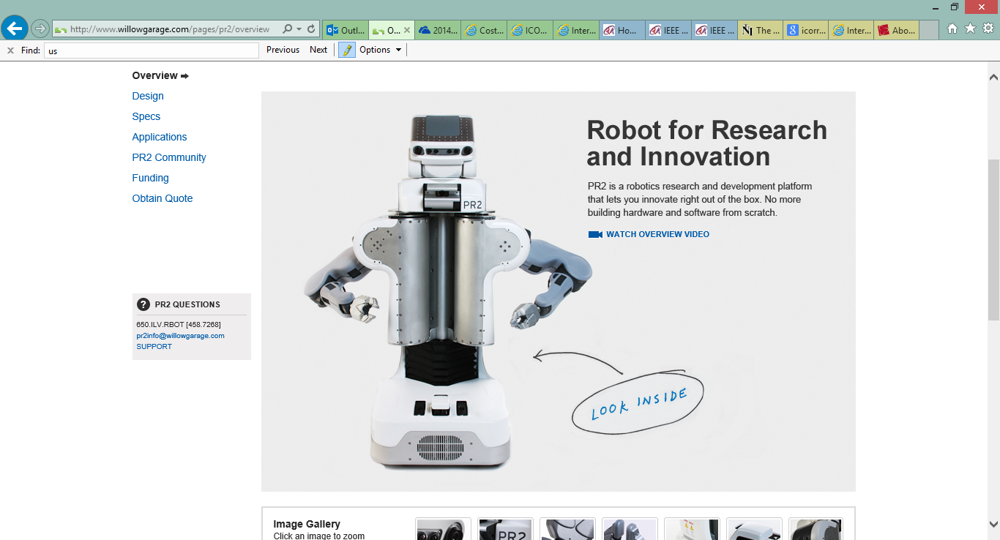 http://www.willowgarage.com/pages/pr2/overview
Outl...
O...
2014...
Cost...
ICO...
Inter...
Ho...
IEEE ...
IEEE ...
The ...
icorr...
Inter...
Abo...
Find:
us
Previous
Next
Options
Overview
Design
Specs
Applications
PR2 Community
Funding
Obtain Quote
? PR2 QUESTIONS
650.ILV.RBOT [458.7268]
pr2info@willowgarage.com
SUPPORT
PR2
Robot for Research
and Innovation
PR2 is a robotics research and development platform
that lets you innovate right out of the box. No more
building hardware and software from scratch.
WATCH OVERVIEW VIDEO
LOOK INSIDE
Image Gallery
Click an image to zoom
PR2